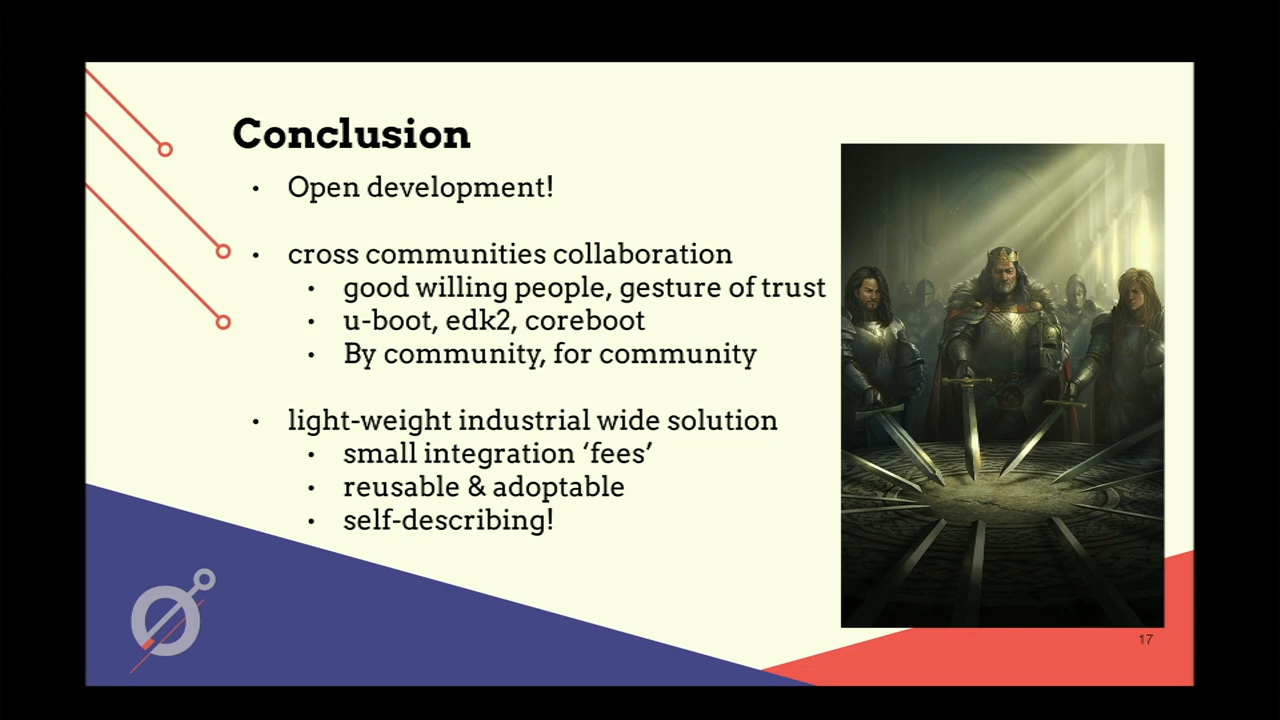 Conclusion
• Open development!
• cross communities collaboration
• good willing people, gesture of trust
• u-boot, edk2, coreboot
• By community, for community
• light-weight industrial wide solution
• small integration ‘fees’
• reusable & adoptable
• self-describing!
17